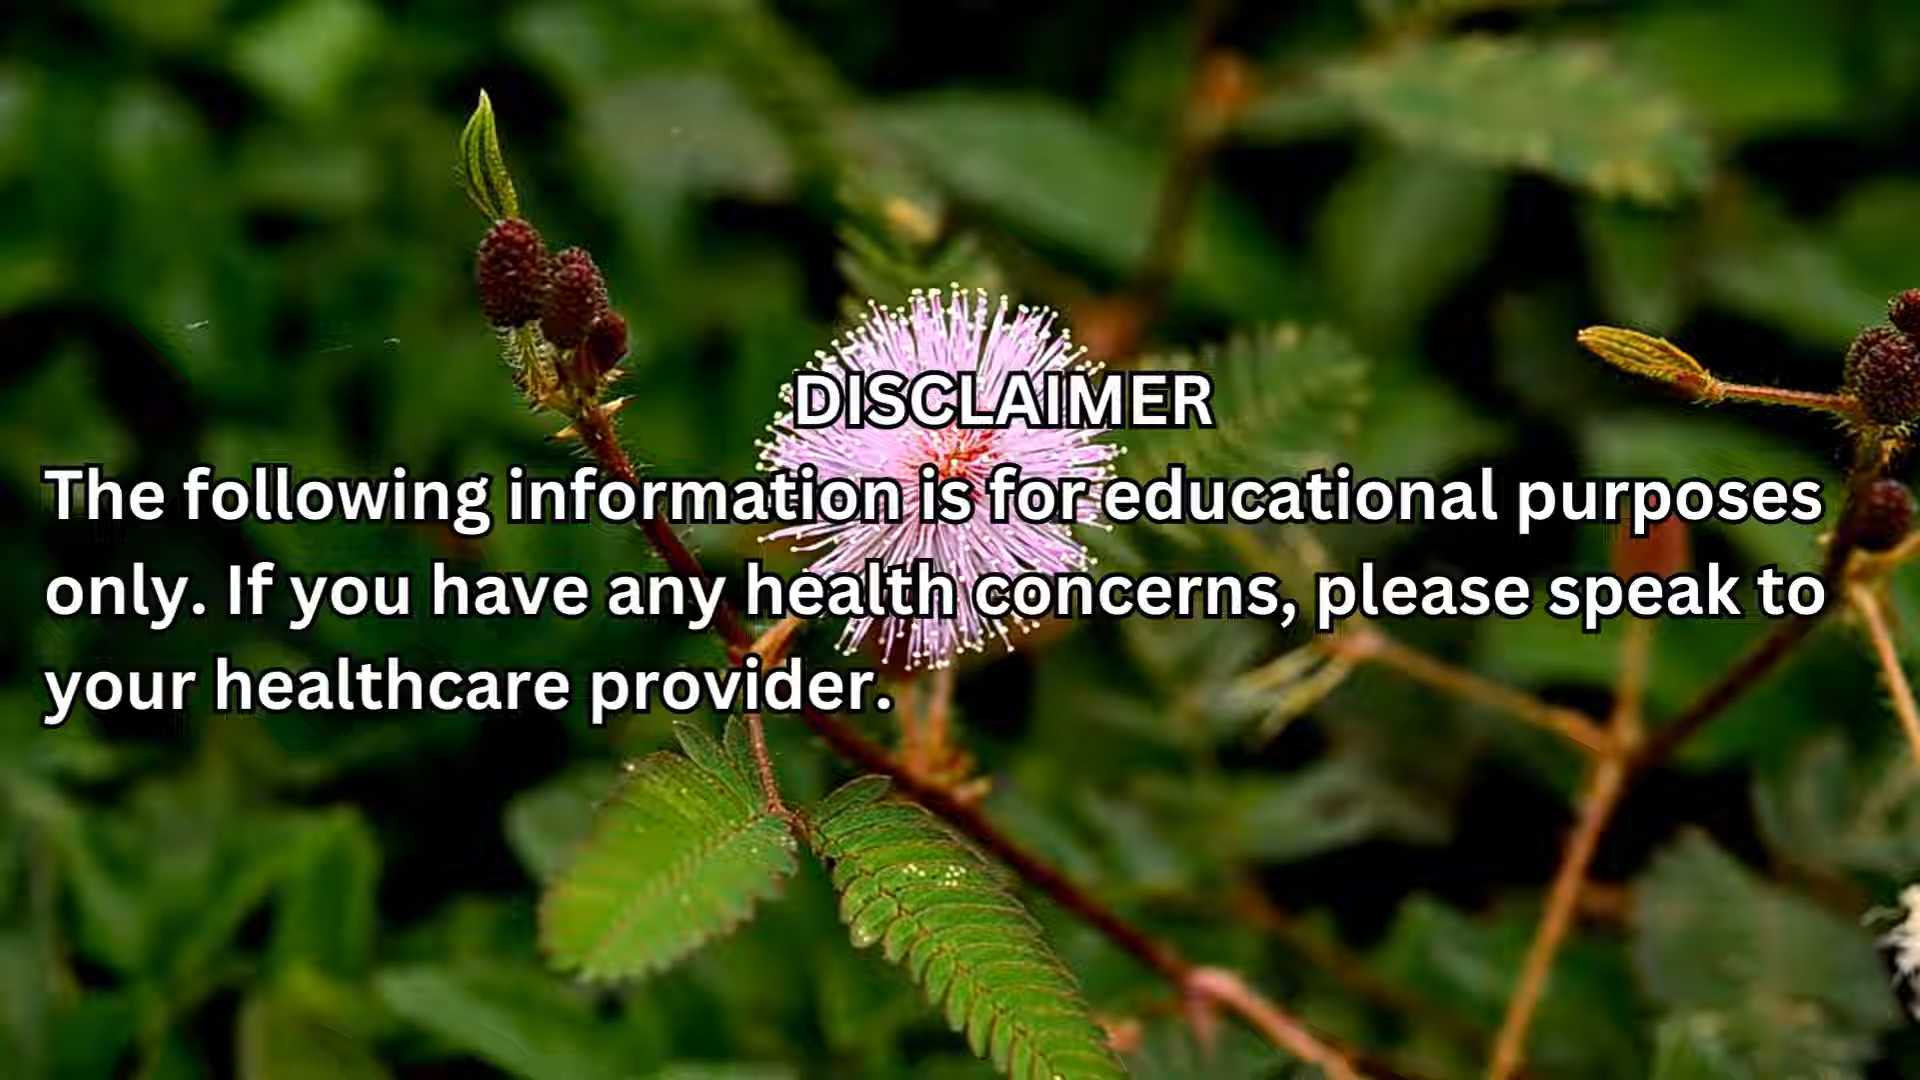 DISCLAIMER
The following information is for educational purposes
only. If you have any health concerns, please speak to
your healthcare provider.